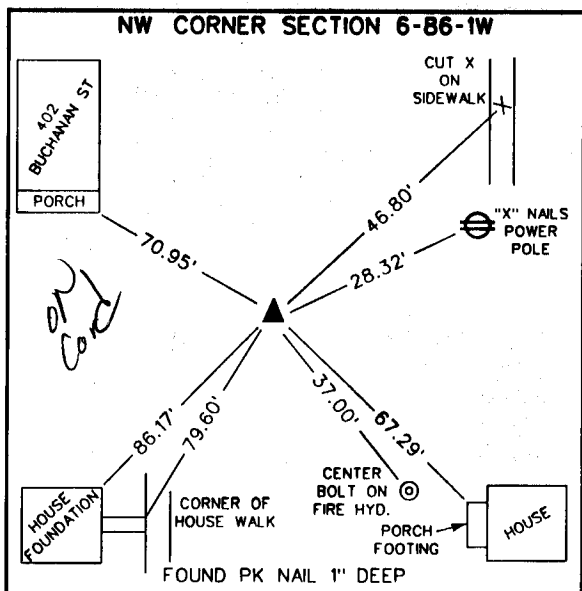 NW CORNER SECTION 6-86-1W
402
BUCHANAN ST
PORCH
CUT X
ON
SIDEWALK
"X" NAILS
POWER
POLE
46.80'
28.32'
70.95'
on
Cord
86.17'
79.60'
37.00'
67.29'
HOUSE
FOUNDATION
CORNER OF
HOUSE WALK
CENTER
BOLT ON
FIRE HYD.
PORCH
FOOTING
HOUSE
FOUND PK NAIL 1" DEEP